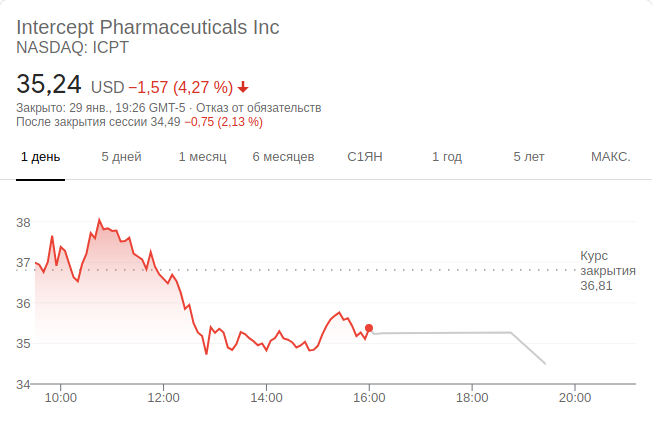 Intercept Pharmaceuticals Inc
NASDAQ: ICPT
35,24 USD −1,57 (4,27 %)
Закрыто: 29 янв., 19:26 GMT-5 · Отказ от обязательств
После закрытия сессии 34,49 −0,75 (2,13 %)
1 день 5 дней 1 месяц 6 месяцев С1ЯН 1 год 5 лет МАКС.
38
37
36
35
34
Курс
закрытия
36,81
10:00 12:00 14:00 16:00 18:00 20:00